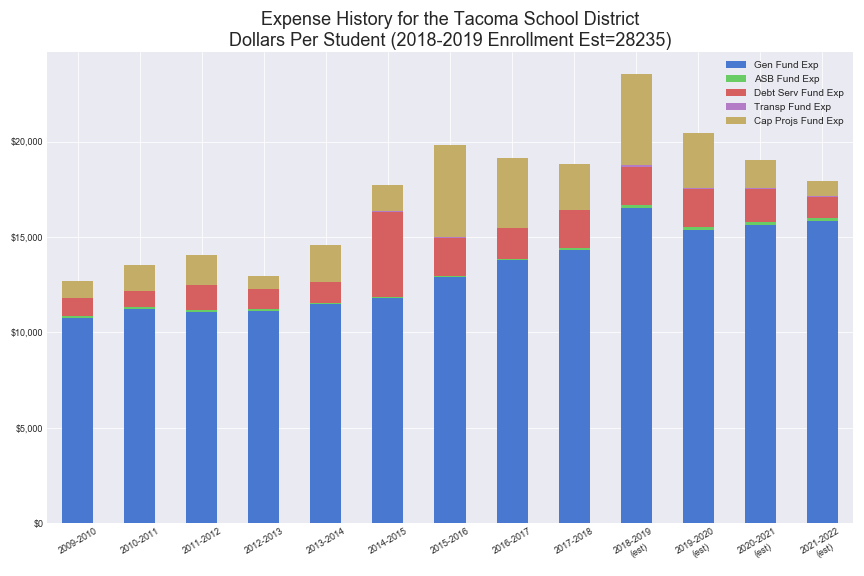 Expense History for the Tacoma School District
Dollars Per Student (2018-2019 Enrollment Est=28235)
Gen Fund Exp
ASB Fund Exp
Debt Serv Fund Exp
Transp Fund Exp
Cap Projs Fund Exp
$20,000
$15,000
$10,000
$5,000
$0
2009-2010
2010-2011
2011-2012
2012-2013
2013-2014
2014-2015
2015-2016
2016-2017
2017-2018
2018-2019
(est)
2019-2020
(est)
2020-2021
(est)
2021-2022
(est)